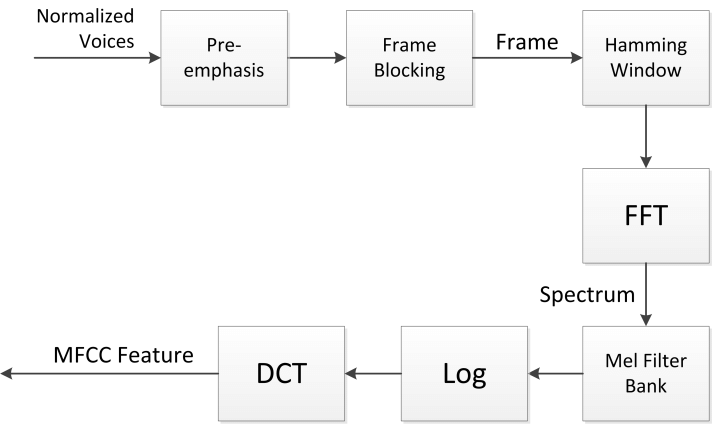 Normalized
Voices
Pre-
emphasis
Frame
Blocking
Frame
Hamming
Window
FFT
Spectrum
Mel Filter
Bank
Log
DCT
MFCC Feature